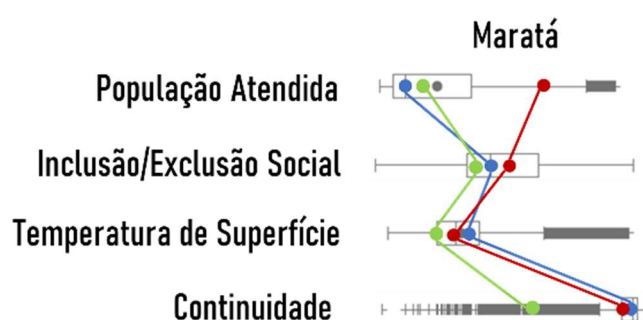 Maratá
População Atendida
Inclusão/Exclusão Social
Temperatura de Superfície
Continuidade